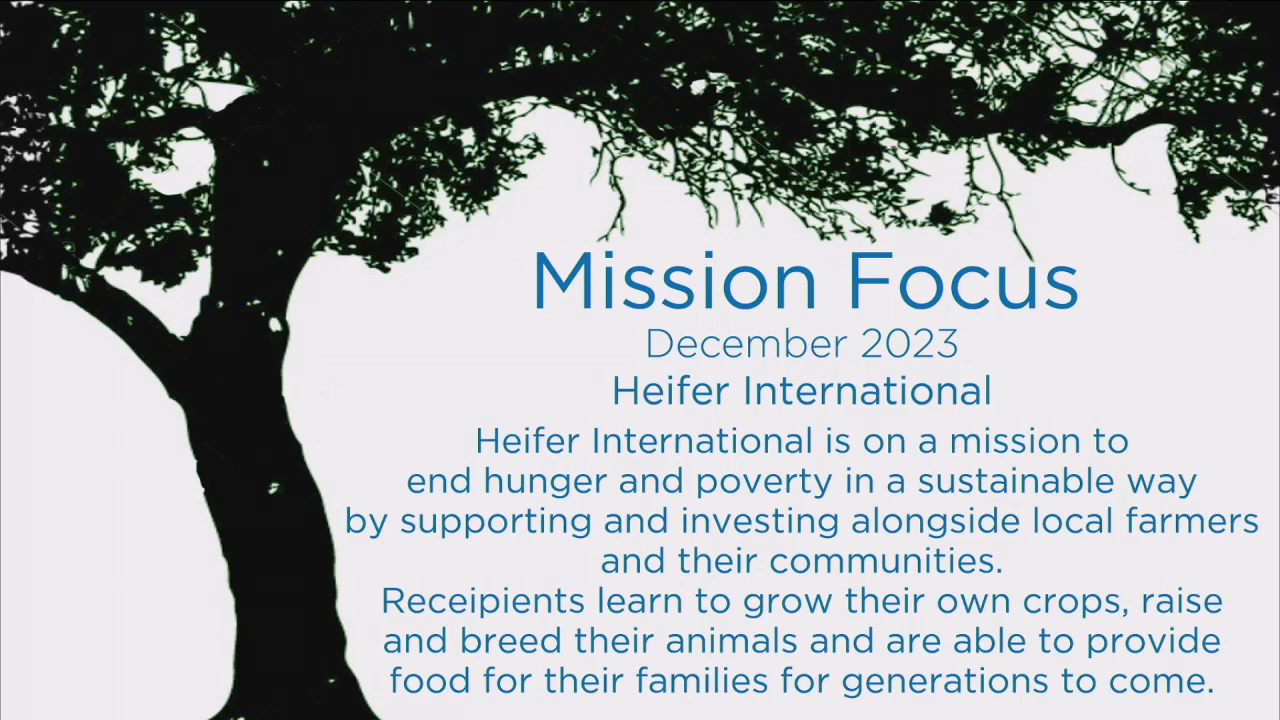 Mission Focus
December 2023
Heifer International
Heifer International is on a mission to
end hunger and poverty in a sustainable way
by supporting and investing alongside local farmers
and their communities.
Receipients learn to grow their own crops, raise
and breed their animals and are able to provide
food for their families for generations to come.